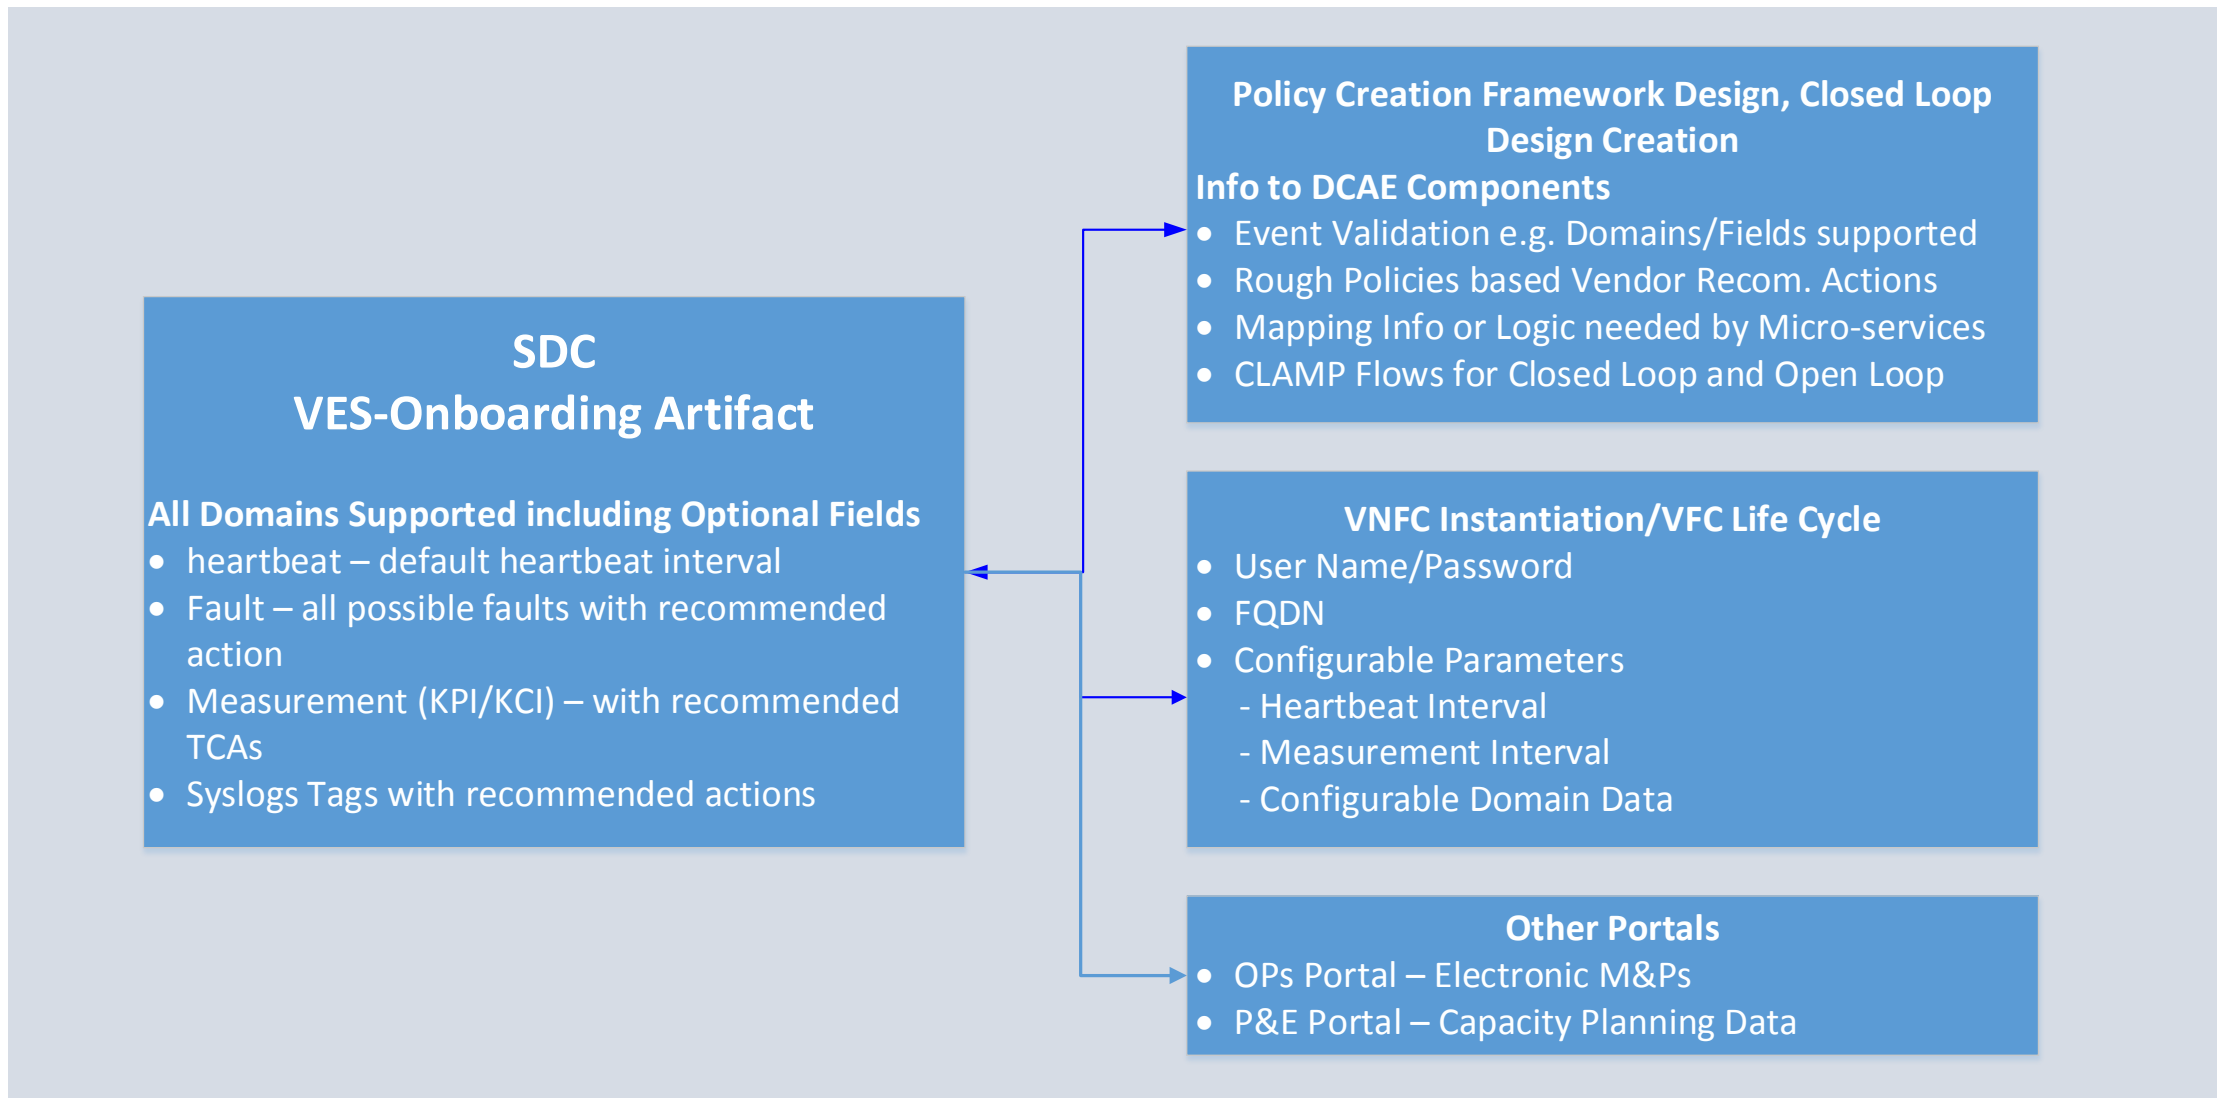 SDC
VES-Onboarding Artifact
All Domains Supported including Optional Fields
• heartbeat – default heartbeat interval
• Fault – all possible faults with recommended
action
• Measurement (KPI/KCI) – with recommended
TCAs
• Syslogs Tags with recommended actions
Policy Creation Framework Design, Closed Loop
Design Creation
Info to DCAE Components
• Event Validation e.g. Domains/Fields supported
• Rough Policies based Vendor Recom. Actions
• Mapping Info or Logic needed by Micro-services
• CLAMP Flows for Closed Loop and Open Loop
VNFC Instantiation/VFC Life Cycle
• User Name/Password
• FQDN
• Configurable Parameters
- Heartbeat Interval
- Measurement Interval
- Configurable Domain Data
Other Portals
• OPs Portal – Electronic M&Ps
• P&E Portal – Capacity Planning Data